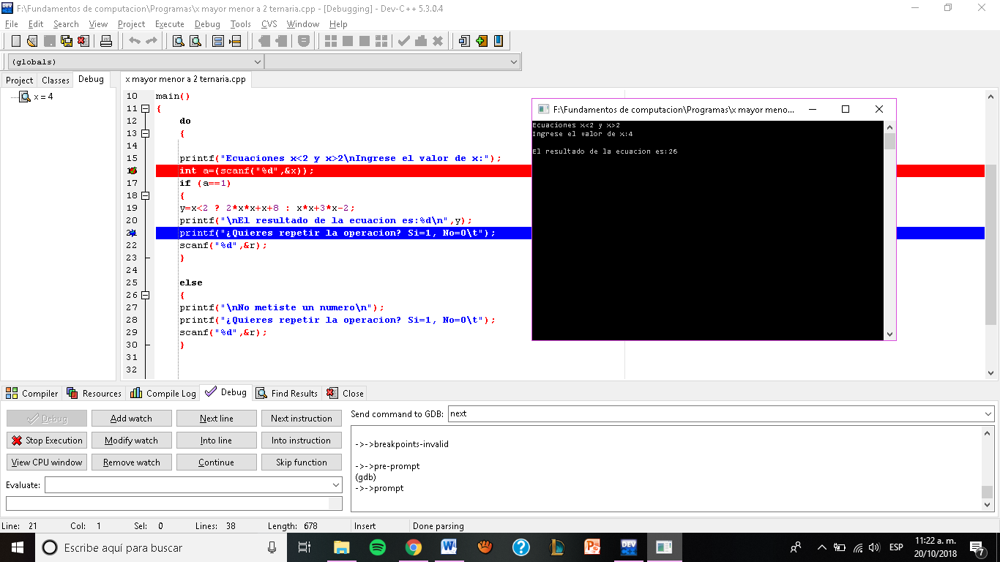 F:\Fundamentos de computacion\Programas\x mayor menor a 2 ternaria.cpp - [Debugging] - Dev-C++ 5.3.0.4
File Edit Search View Project Execute Debug Tools CVS Window Help
(globals)
Project Classes Debug
x = 4
x mayor menor a 2 ternaria.cpp
10 main()
11 {
12 do
13 {
14
15 printf("Ecuaciones x<2 y x>2\nIngrese el valor de x:");
int a=(scanf("%d",&x));
17 if (a==1)
18 {
19 y=x<2 ? 2*x*x+x+8 : x*x+3*x-2;
20 printf("\nEl resultado de la ecuacion es:%d\n",y);
printf("¿Quieres repetir la operacion? Si=1, No=0\t");
22 scanf("%d",&r);
23 }
24
25 else
26 {
27 printf("\nNo metiste un numero\n");
28 printf("¿Quieres repetir la operacion? Si=1, No=0\t");
29 scanf("%d",&r);
30 }
31
32
F:\Fundamentos de computacion\Programas\x mayor meno...
Ecuaciones x<2 y x>2
Ingrese el valor de x:4
El resultado de la ecuacion es:26
Compiler Resources Compile Log Debug Find Results Close
Debug Add watch Next line Next instruction
Stop Execution Modify watch Into line Into instruction
View CPU window Remove watch Continue Skip function
Evaluate:
Send command to GDB: next
->->breakpoints-invalid
->->pre-prompt
(gdb)
->->prompt
Line: 21 Col: 1 Sel: 0 Lines: 38 Length: 678 Insert Done parsing
Escribe aquí para buscar
ESP
11:22 a. m.
20/10/2018
7